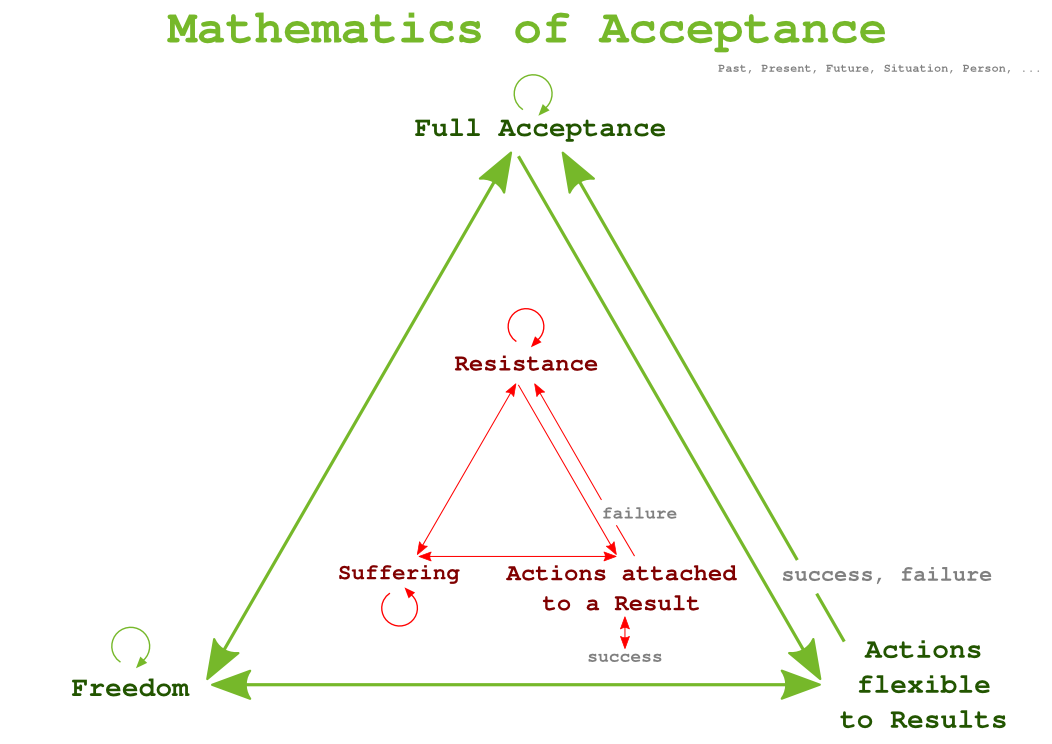 Mathematics of Acceptance
Past, Present, Future, Situation, Person, ...
Full Acceptance
Resistance
failure
Suffering
Actions attached
to a Result
success, failure
success
Freedom
Actions
flexible
to Results